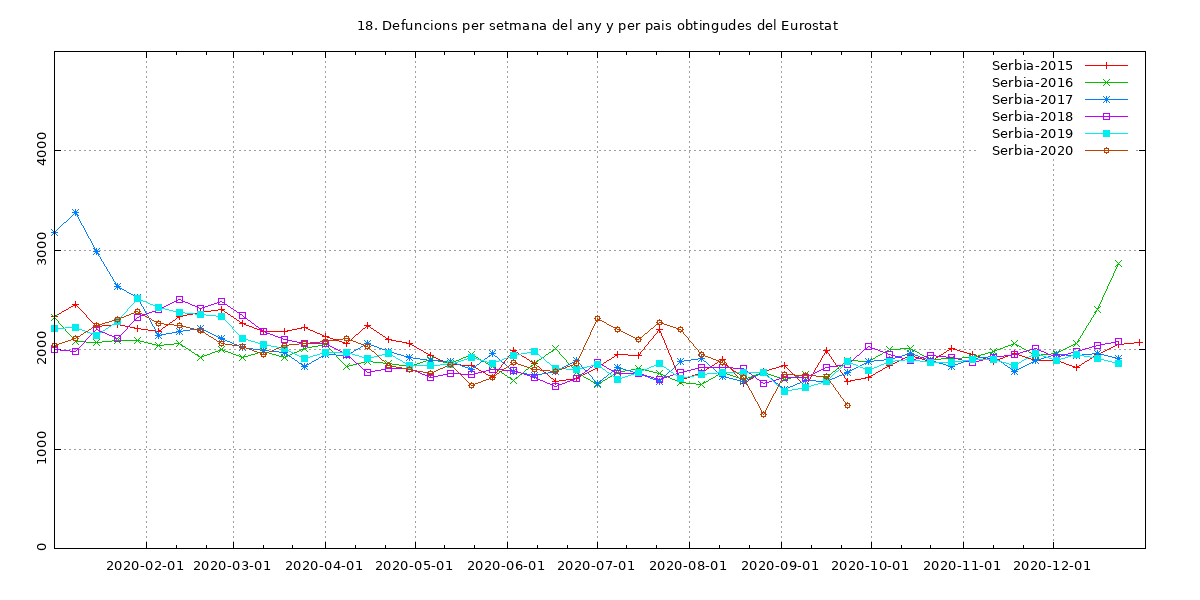 18. Defuncions per setmana del any y per pais obtingudes del Eurostat
Serbia-2015
Serbia-2016
Serbia-2017
Serbia-2018
Serbia-2019
Serbia-2020
4000
3000
2000
1000
0
2020-02-01 2020-03-01 2020-04-01 2020-05-01 2020-06-01 2020-07-01 2020-08-01 2020-09-01 2020-10-01 2020-11-01 2020-12-01